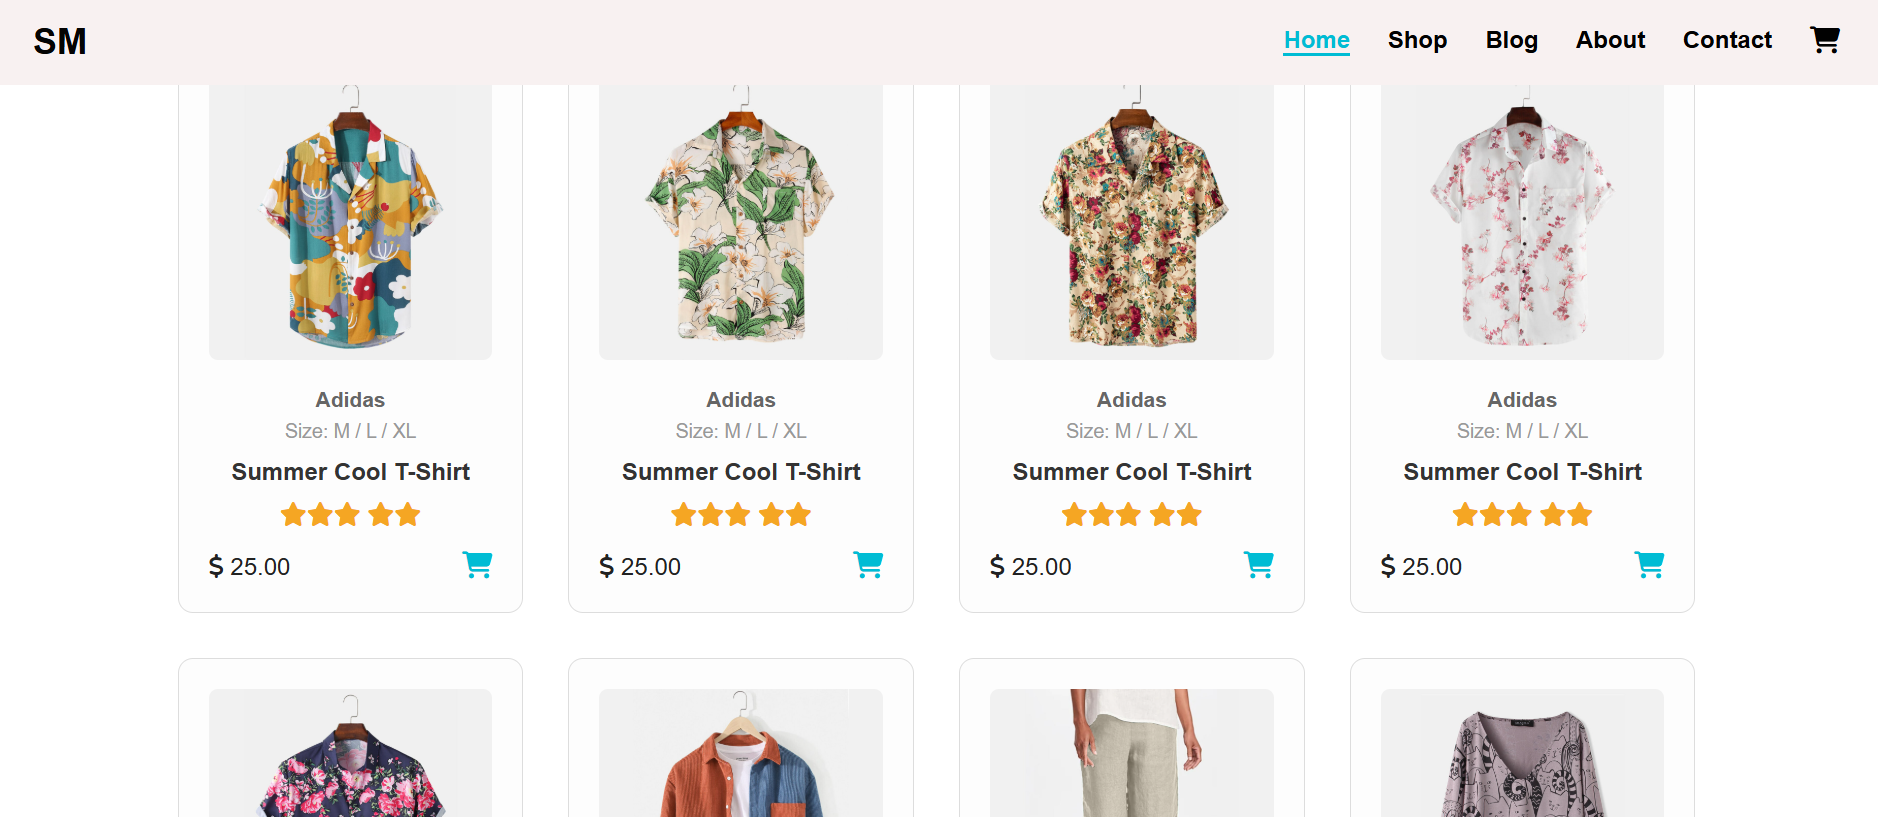 SM
Home Shop Blog About Contact
Adidas Adidas Adidas Adidas
Size: M / L / XL Size: M / L / XL Size: M / L / XL Size: M / L / XL
Summer Cool T-Shirt Summer Cool T-Shirt Summer Cool T-Shirt Summer Cool T-Shirt
$ 25.00 $ 25.00 $ 25.00 $ 25.00